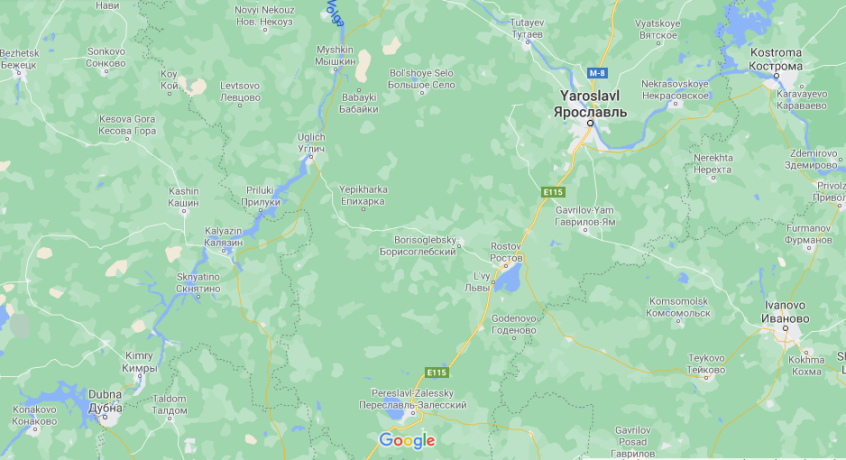 Нави
Novyi Nekouz
Нов. Некоуз
Volga
Tutayev
Тутаев
Vyatskoye
Вятское
Bezhetsk
Бежецк
Sonkovo
Сонково
Myshkin
Мышкин
Kostroma
Кострома
Koy
Кой
Levtsovo
Левцово
Bol'shoye Selo
Большое Село
M-8
Babayki
Бабайки
Yaroslavl
Ярославль
Nekrasovskoye
Некрасовское
Karavayevo
Караваево
Kesova Gora
Кесова Гора
Uglich
Углич
Nerekhta
Нерехта
Zdemirovo
Здемирово
Kashin
Кашин
Priluki
Прилуки
Yepikharka
Епихарка
E115
Privolz
Привол
Gavrilov-Yam
Гаврилов-Ям
Kalyazin
Калязин
Borisoglebsky
Борисоглебский
Rostov
Ростов
Furmanov
Фурманов
Sknyatino
Скнятино
L'vy
Львы
Komsomolsk
Комсомольск
Ivanovo
Иваново
Godenovo
Годеново
Kimry
Кимры
E115
Teykovo
Тейково
Kokhma
Кохма
Dubna
Дубна
Taldom
Талдом
Pereslavl-Zalessky
Переславль-Залесский
Konakovo
Конаково
Google
Gavrilov
Posad
Гаврилов